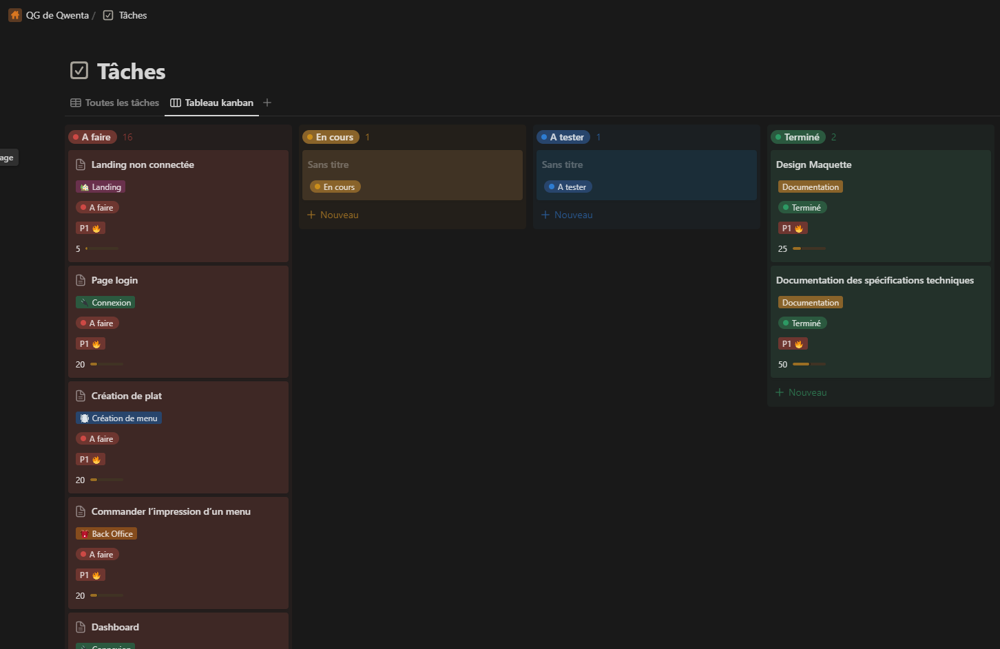 QG de Qwenta / Tâches
Tâches
Toutes les tâches Tableau kanban
age
A faire 16
Landing non connectée
Landing
A faire
P1
5
Page login
Connexion
A faire
P1
20
Création de plat
Création de menu
A faire
P1
20
Commander l’impression d’un menu
Back Office
A faire
P1
20
Dashboard
Connexion
En cours 1
Sans titre
En cours
+ Nouveau
A tester 1
Sans titre
A tester
+ Nouveau
Terminé 2
Design Maquette
Documentation
Terminé
P1
25
Documentation des spécifications techniques
Documentation
Terminé
P1
50
+ Nouveau